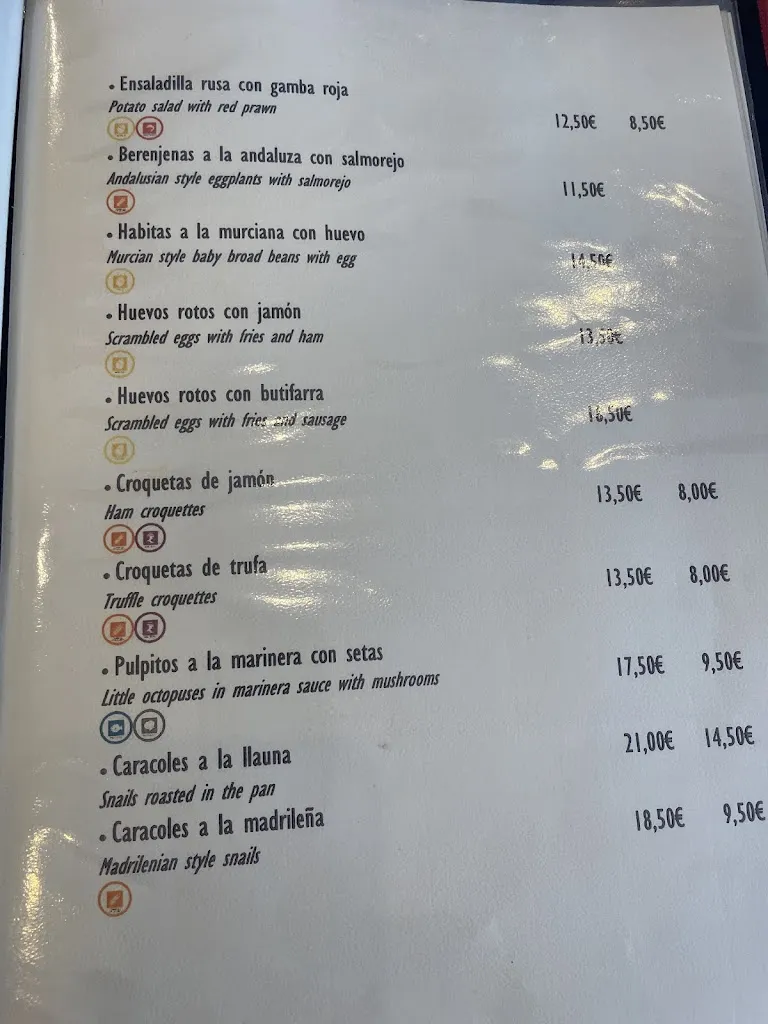 • Ensaladilla rusa con gamba roja
Potato salad with red prawn
12,50€ 8,50€
• Berenjenas a la andaluza con salmorejo
Andalusian style eggplants with salmorejo
11,50€
• Habitas a la murciana con huevo
Murcian style baby broad beans with egg
14,50€
• Huevos rotos con jamón
Scrambled eggs with fries and ham
13,50€
• Huevos rotos con butifarra
Scrambled eggs with fries and sausage
16,50€
• Croquetas de jamón
Ham croquettes
13,50€ 8,00€
• Croquetas de trufa
Truffle croquettes
13,50€ 8,00€
• Pulpitos a la marinera con setas
Little octopuses in marinera sauce with mushrooms
17,50€ 9,50€
• Caracoles a la llauna
Snails roasted in the pan
21,00€ 14,50€
• Caracoles a la madrileña
Madrilenian style snails
18,50€ 9,50€